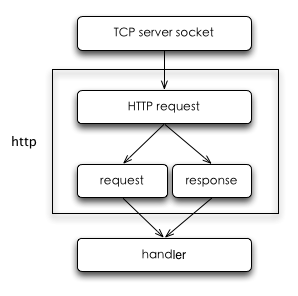 TCP server socket
HTTP request
http
request
response
handler